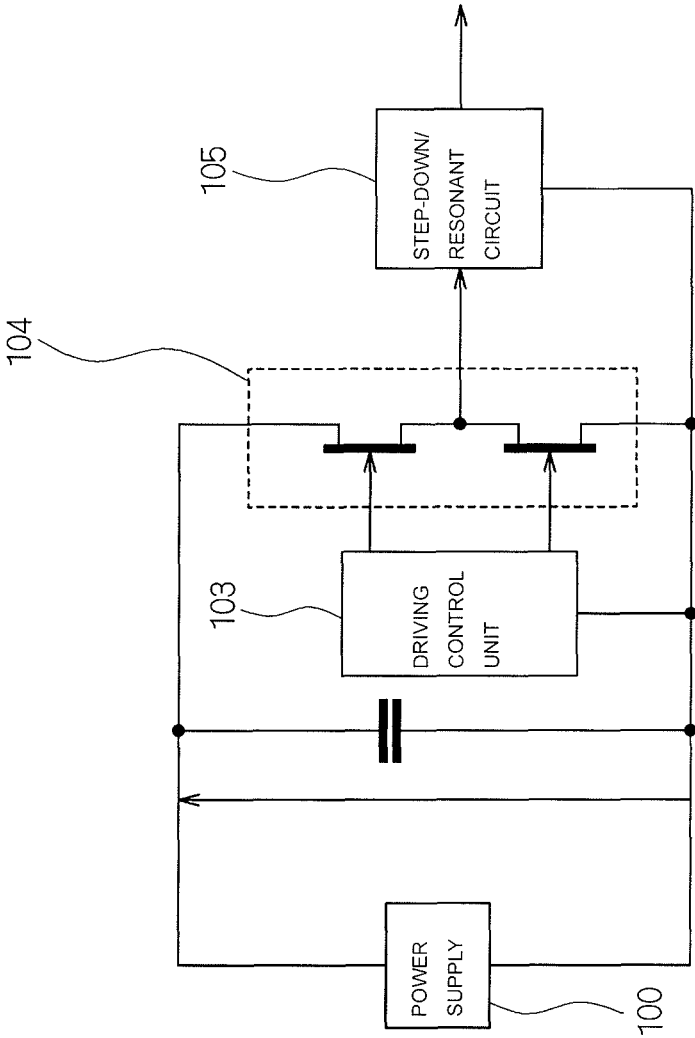 104
105
STEP-DOWN/
RESONANT
CIRCUIT
103
DRIVING
CONTROL
UNIT
POWER
SUPPLY
100